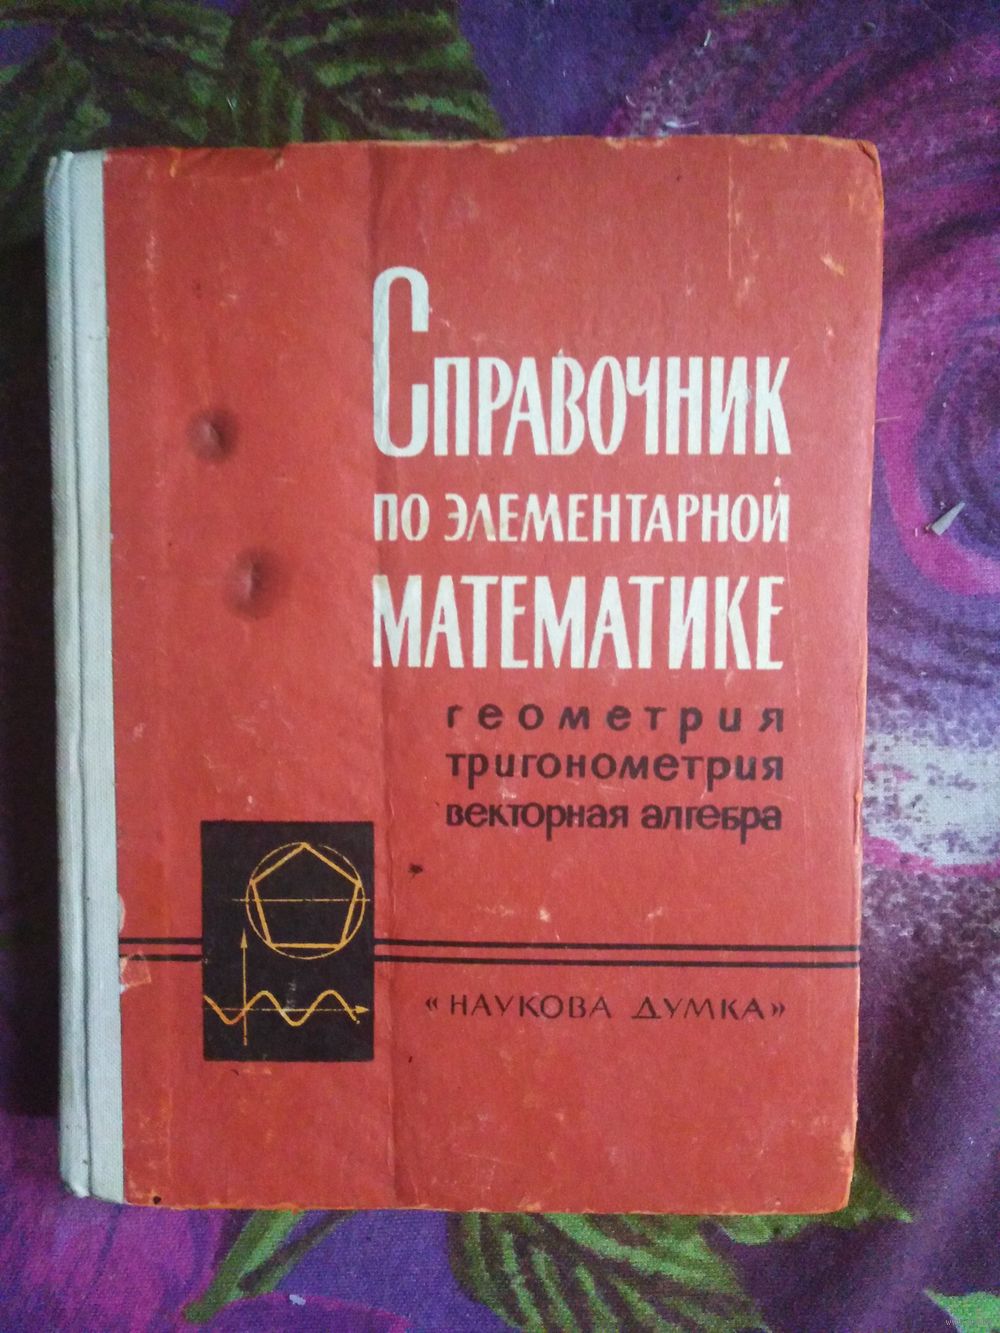 Справочник
по элементарной
математике
геометрия
тригонометрия
векторная алгебра
«НАУКОВА ДУМКА»